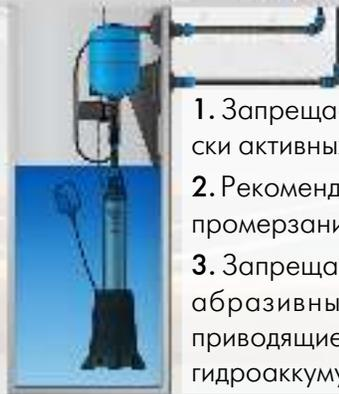 1. Запреща
ски активны
2. Рекоменд
промерзани
3. Запреща
абразивны
приводящие
гидроаккуму